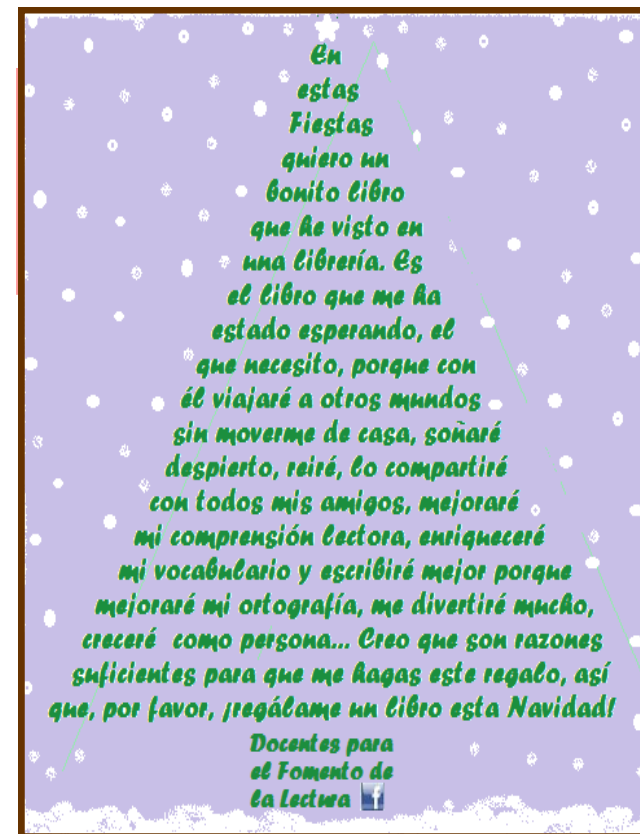 En
estas
Fiestas
quiero un
bonito libro
que he visto en
una librería. Es
el libro que me ha
estado esperando, el
que necesito, porque con
él viajaré a otros mundos
sin moverme de casa, soñaré
despierto, reiré, lo compartiré
con todos mis amigos, mejoraré
mi comprensión lectora, enriqueceré
mi vocabulario y escribiré mejor porque
mejoraré mi ortografía, me divertiré mucho,
creceré como persona... Creo que son razones
suficientes para que me hagas este regalo, así
que, por favor, ¡regálame un libro esta Navidad!
Docentes para
el Fomento de
la Lectura f